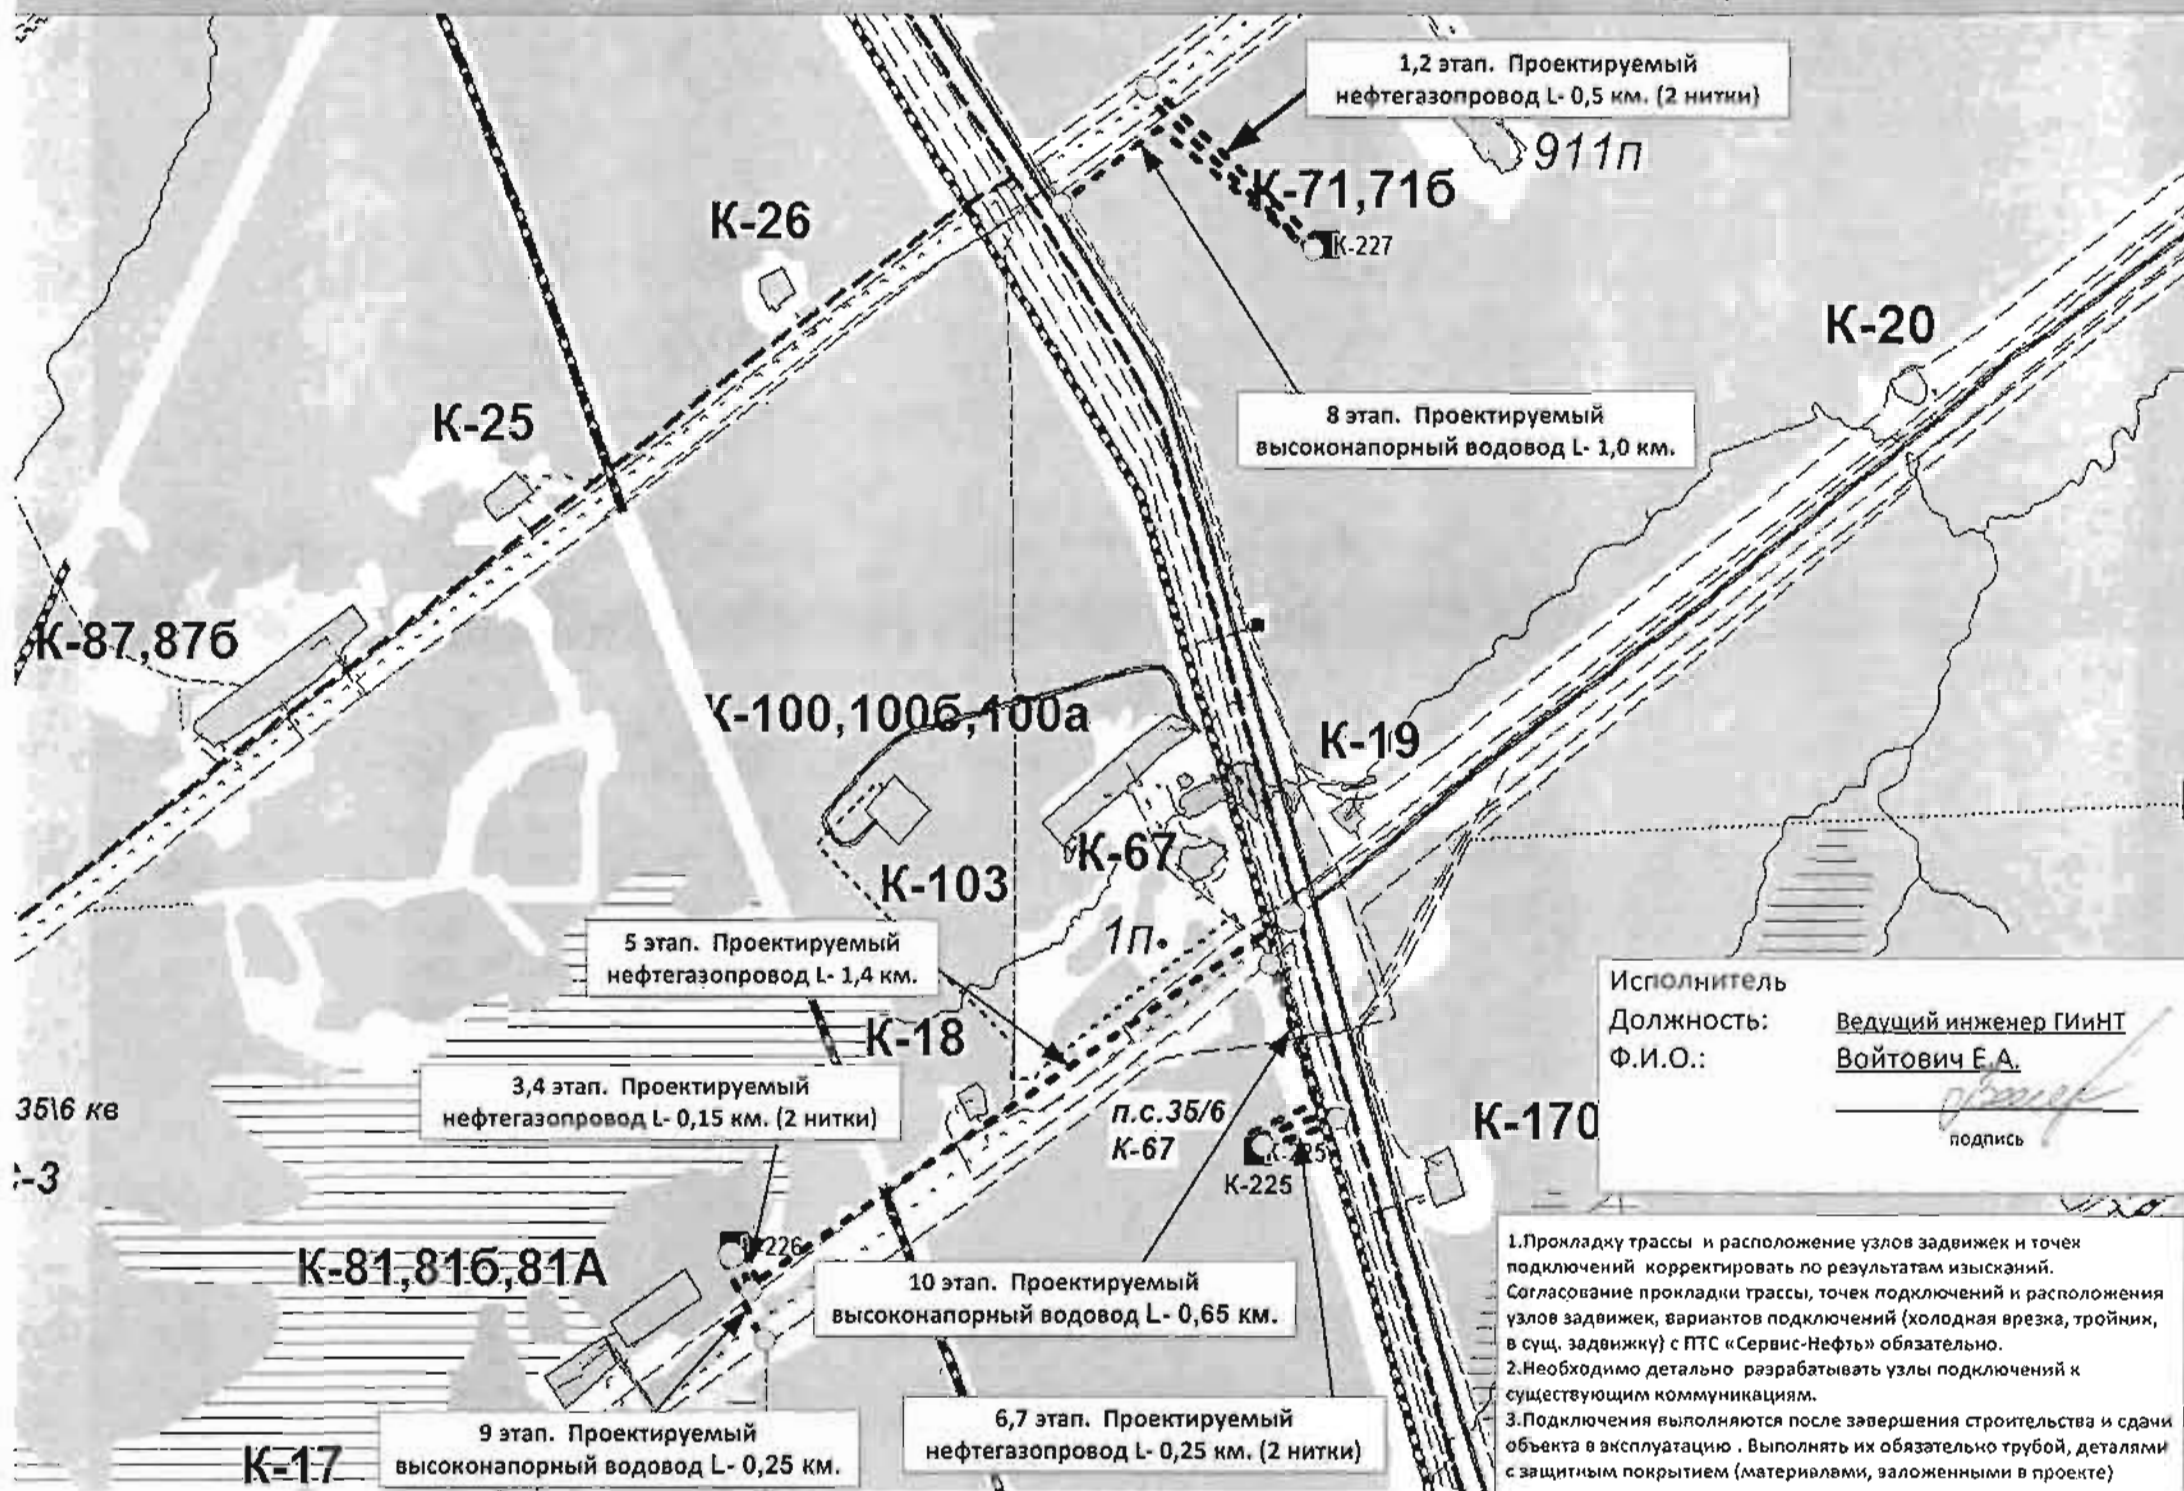 1,2 этап. Проектируемый
нефтегазопровод L- 0,5 км. (2 нитки)
911п
К-71,71б
К-227
К-26
К-20
8 этап. Проектируемый
высоконапорный водовод L- 1,0 км.
К-25
К-87,87б
К-100,100б,100а
К-19
К-67
К-103
1п.
5 этап. Проектируемый
нефтегазопровод L- 1,4 км.
К-18
Исполнитель
Должность: Ведущий инженер ГИиНТ
Ф.И.О.: Войтович Е.А.
подпись
3,4 этап. Проектируемый
нефтегазопровод L- 0,15 км. (2 нитки)
35\6 кв
-3
п.с.35/6
К-67
К-170
К-225
226
К-81,81б,81А
10 этап. Проектируемый
высоконапорный водовод L- 0,65 км.
1.Прокладку трассы и расположение узлов задвижек и точек
подключений корректировать по результатам изысканий.
Согласование прокладки трассы, точек подключений и расположения
узлов задвижек, вариантов подключений (холодная врезка, тройник,
в сущ. задвижку) с ПТС «Сервис-Нефть» обязательно.
2.Необходимо детально разрабатывать узлы подключений к
существующим коммуникациям.
3.Подключения выполняются после завершения строительства и сдачи
объекта в эксплуатацию . Выполнять их обязательно трубой, деталями
с защитным покрытием (материалами, заложенными в проекте)
9 этап. Проектируемый
высоконапорный водовод L- 0,25 км.
6,7 этап. Проектируемый
нефтегазопровод L- 0,25 км. (2 нитки)
К-17